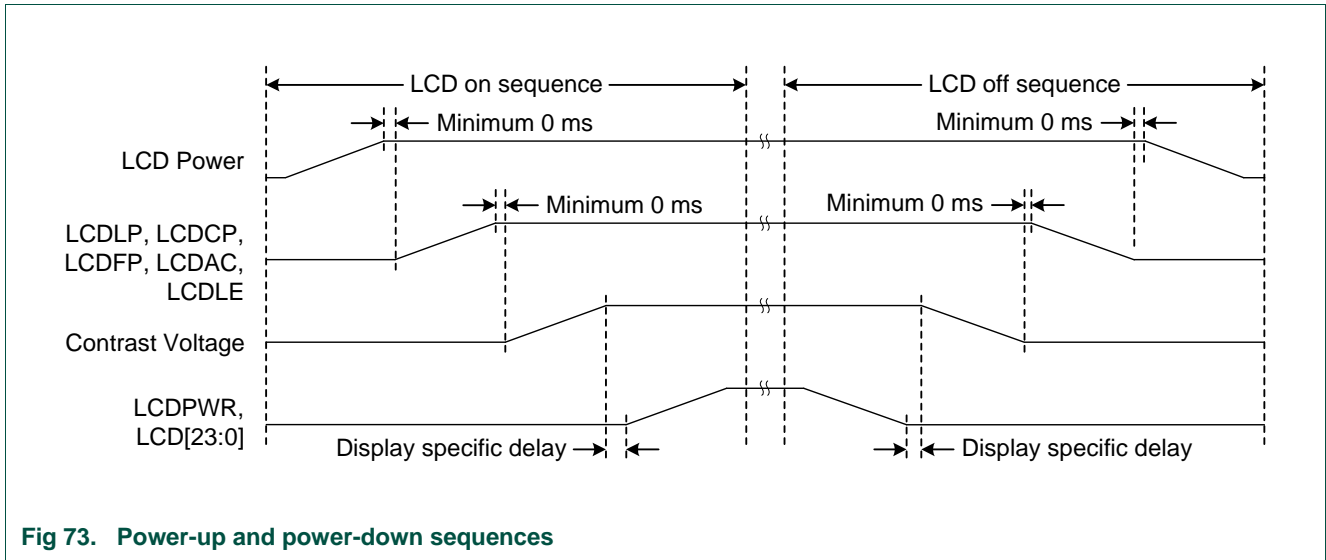 LCD on sequence
LCD off sequence
Minimum 0 ms
Minimum 0 ms
LCD Power
Minimum 0 ms
Minimum 0 ms
LCDLP, LCDCP,
LCDFP, LCDAC,
LCDLE
Contrast Voltage
LCDPWR,
LCD[23:0]
Display specific delay
Display specific delay
Fig 73. Power-up and power-down sequences